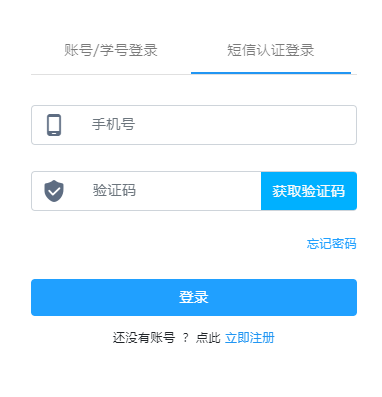 账号/学号登录 短信认证登录
手机号
验证码 获取验证码
忘记密码
登录
还没有账号 ？点此 立即注册